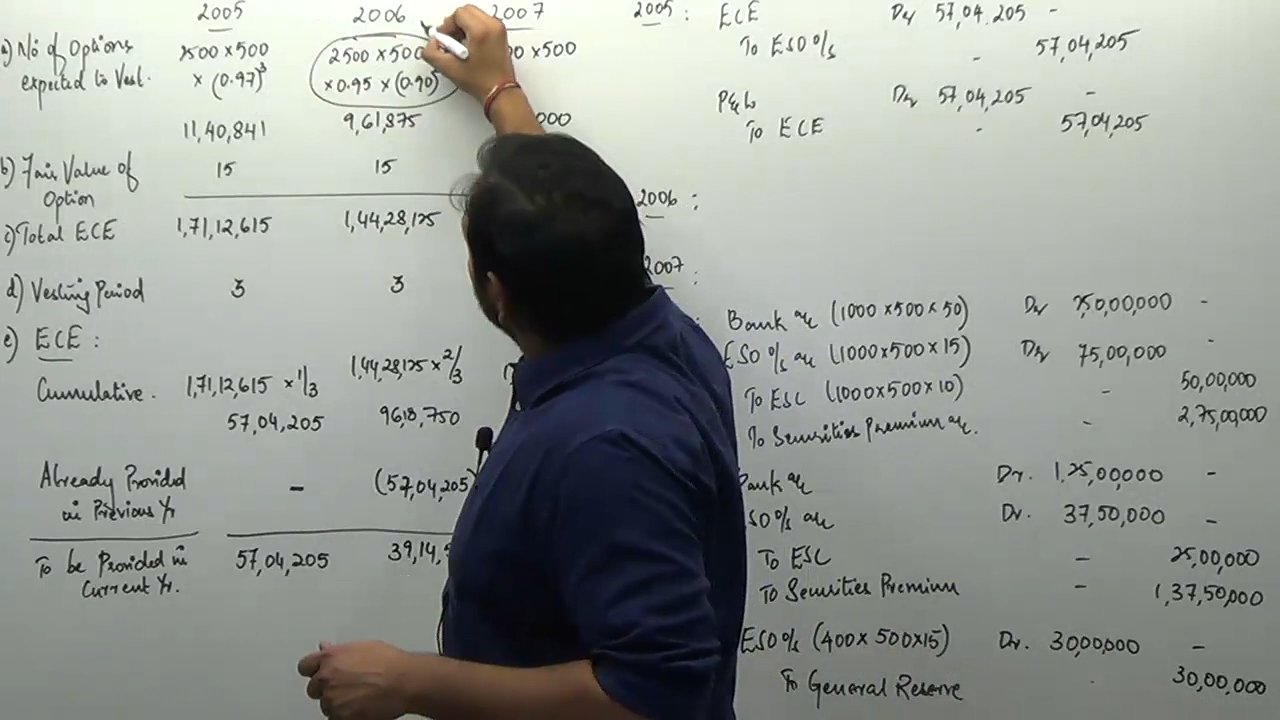 2005 2006 2007
a) No of Options 2500 x 500 2500 x 500 00 x 500
expected to Vest. x (0.97)³ x 0.95 x (0.90)
11,40,841 9,61,875 000
b) Fair Value of 15 15
Option
c) Total ECE 1,71,12,615 1,44,28,125
d) Vesting Period 3 3
e) ECE :
Cumulative. 1,71,12,615 x 1/3 1,44,28,125 x 2/3
57,04,205 96,18,750
Already Provided - (57,04,205)
in Previous Yr
To be Provided in 57,04,205 39,14,5
Current Yr.
2005 : ECE Dr 57,04,205 -
To ESO o/s - 57,04,205
P&L Dr 57,04,205 -
To ECE - 57,04,205
2006 :
2007 :
: Bank a/c (1000 x 500 x 50) Dr 2,50,00,000 -
ESO o/s a/c (1000 x 500 x 15) Dr 75,00,000 -
To ESC (1000 x 500 x 10) - 50,00,000
To Securities Premium a/c. - 2,75,00,000
Bank a/c Dr. 1,25,00,000 -
ESO o/s a/c Dr. 37,50,000 -
To ESC - 25,00,000
To Securities Premium - 1,37,50,000
ESO o/s (400 x 500 x 15) Dr. 30,00,000 -
To General Reserve 30,00,000